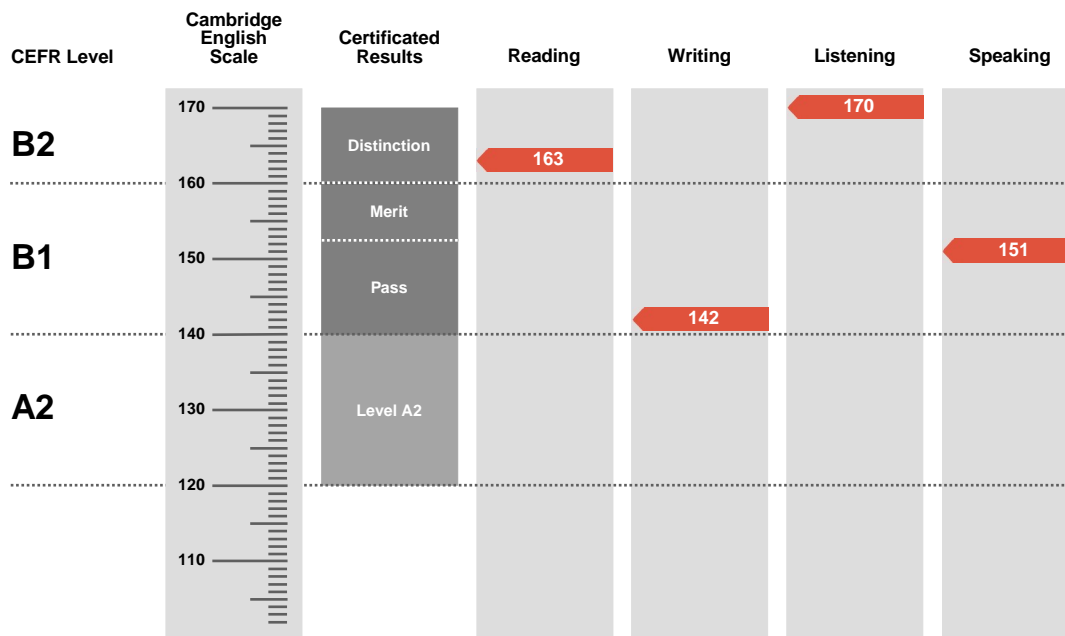 CEFR Level
Cambridge
English
Scale
Certificated
Results
Reading
Writing
Listening
Speaking
170
170
B2
Distinction
163
160
Merit
B1
150
151
Pass
142
140
A2
130
Level A2
120
110